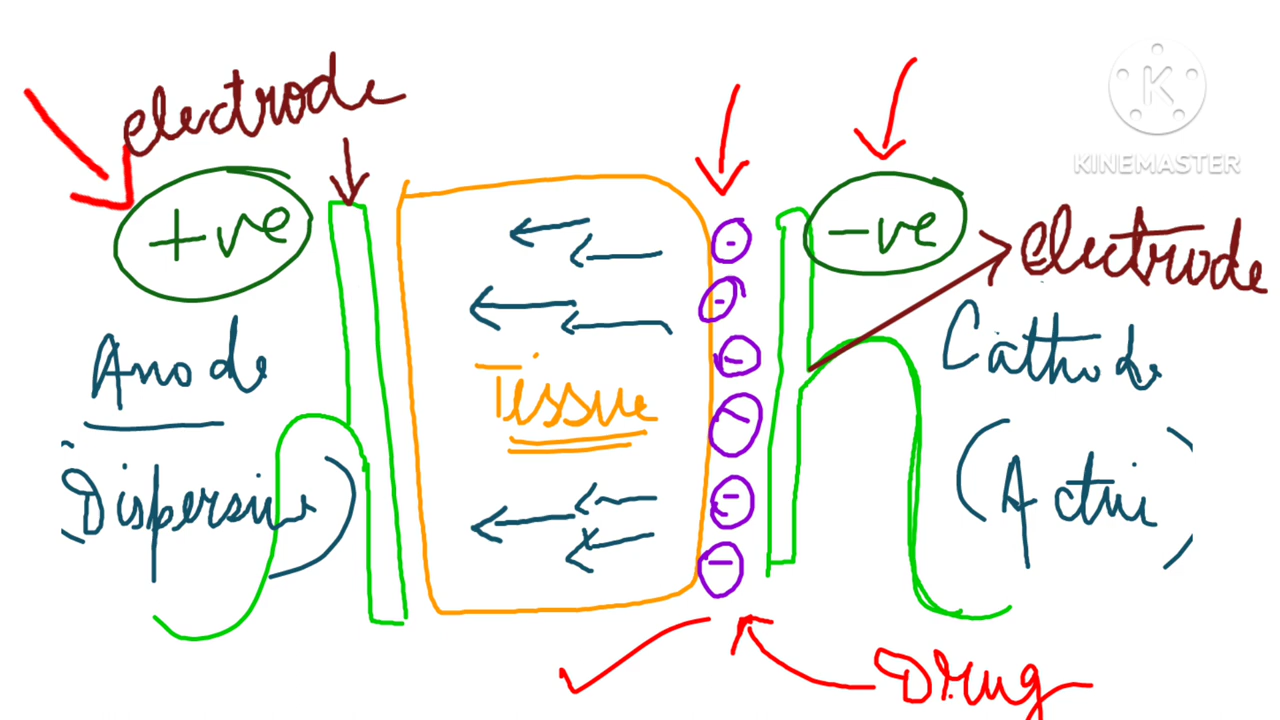 electrode
+ve
-ve
KINEMASTER
electrode
Anode
Cathode
Tissue
(Dispersive)
(Active)
Drug